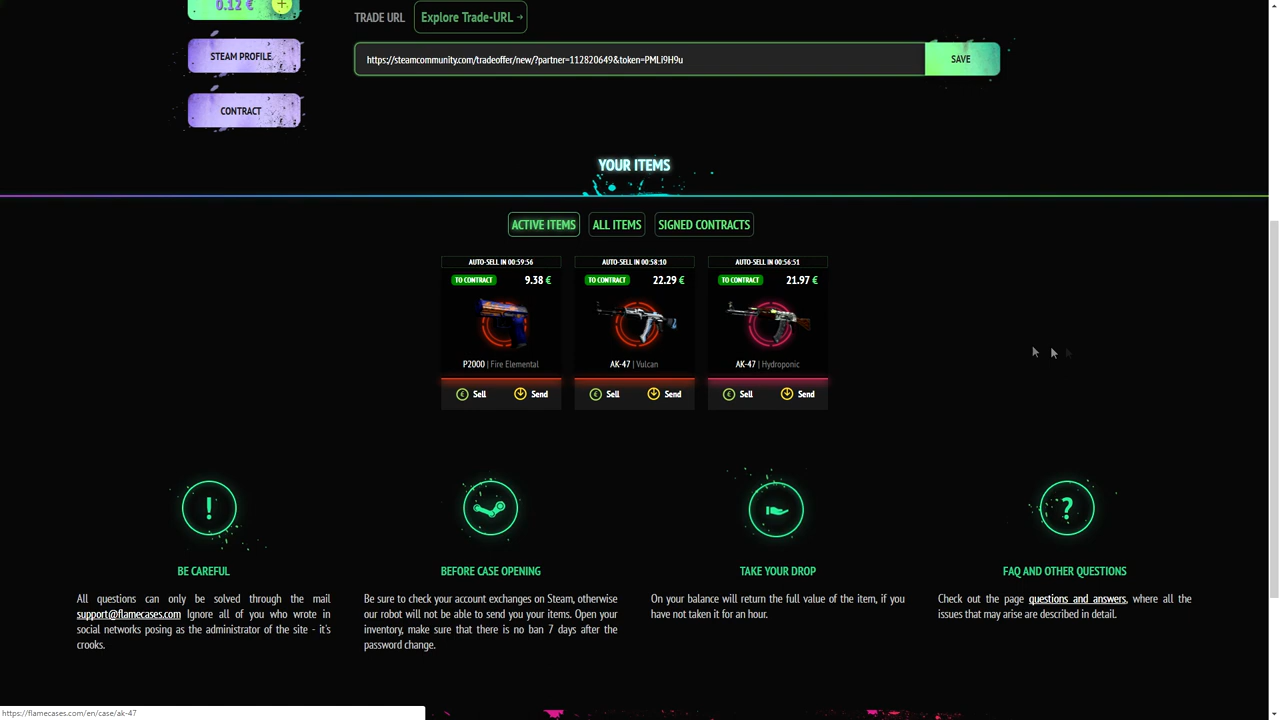 0.12 €
TRADE URL
Explore Trade-URL →
https://steamcommunity.com/tradeoffer/new/?partner=112820649&token=PMLi9H9u
SAVE
STEAM PROFILE
CONTRACT
YOUR ITEMS
ACTIVE ITEMS
ALL ITEMS
SIGNED CONTRACTS
AUTO-SELL IN 00:59:56
TO CONTRACT
9.38 €
P2000 | Fire Elemental
Sell
Send
AUTO-SELL IN 00:58:10
TO CONTRACT
22.29 €
AK-47 | Vulcan
Sell
Send
AUTO-SELL IN 00:56:51
TO CONTRACT
21.97 €
AK-47 | Hydroponic
Sell
Send
BE CAREFUL
All questions can only be solved through the mail
support@flamecases.com Ignore all of you who wrote in
social networks posing as the administrator of the site - it's
crooks.
BEFORE CASE OPENING
Be sure to check your account exchanges on Steam, otherwise
our robot will not be able to send you your items. Open your
inventory, make sure that there is no ban 7 days after the
password change.
TAKE YOUR DROP
On your balance will return the full value of the item, if you
have not taken it for an hour.
FAQ AND OTHER QUESTIONS
Check out the page questions and answers, where all the
issues that may arise are described in detail.
https://flamecases.com/en/case/ak-47